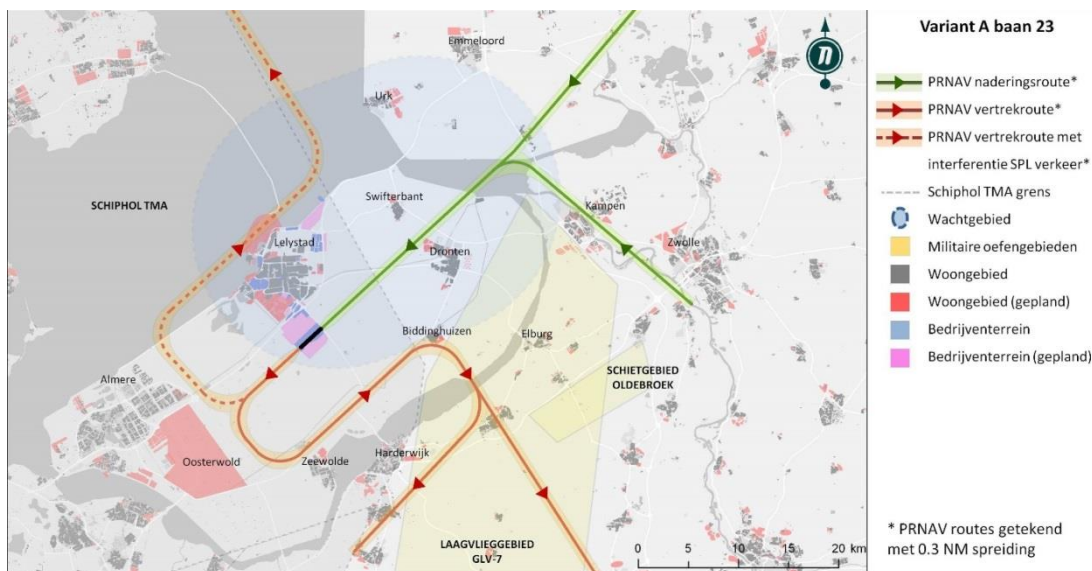 Variant A baan 23
PRNAV naderingsroute*
PRNAV vertrekroute*
PRNAV vertrekroute met
interferentie SPL verkeer*
Schiphol TMA grens
Wachtgebied
Militaire oefengebieden
Woongebied
Woongebied (gepland)
Bedrijventerrein
Bedrijventerrein (gepland)
* PRNAV routes getekend
met 0.3 NM spreiding
Emmeloord
n
Urk
SCHIPHOL TMA
Swifterbant
Kampen
Lelystad
Dronten
Zwolle
Biddinghuizen
Elburg
Almere
SCHIETGEBIED
OLDEBROEK
Oosterwold
Zeewolde
Harderwijk
LAAGVLIEGGEBIED
GLV-7
0 5 10 15 20 km